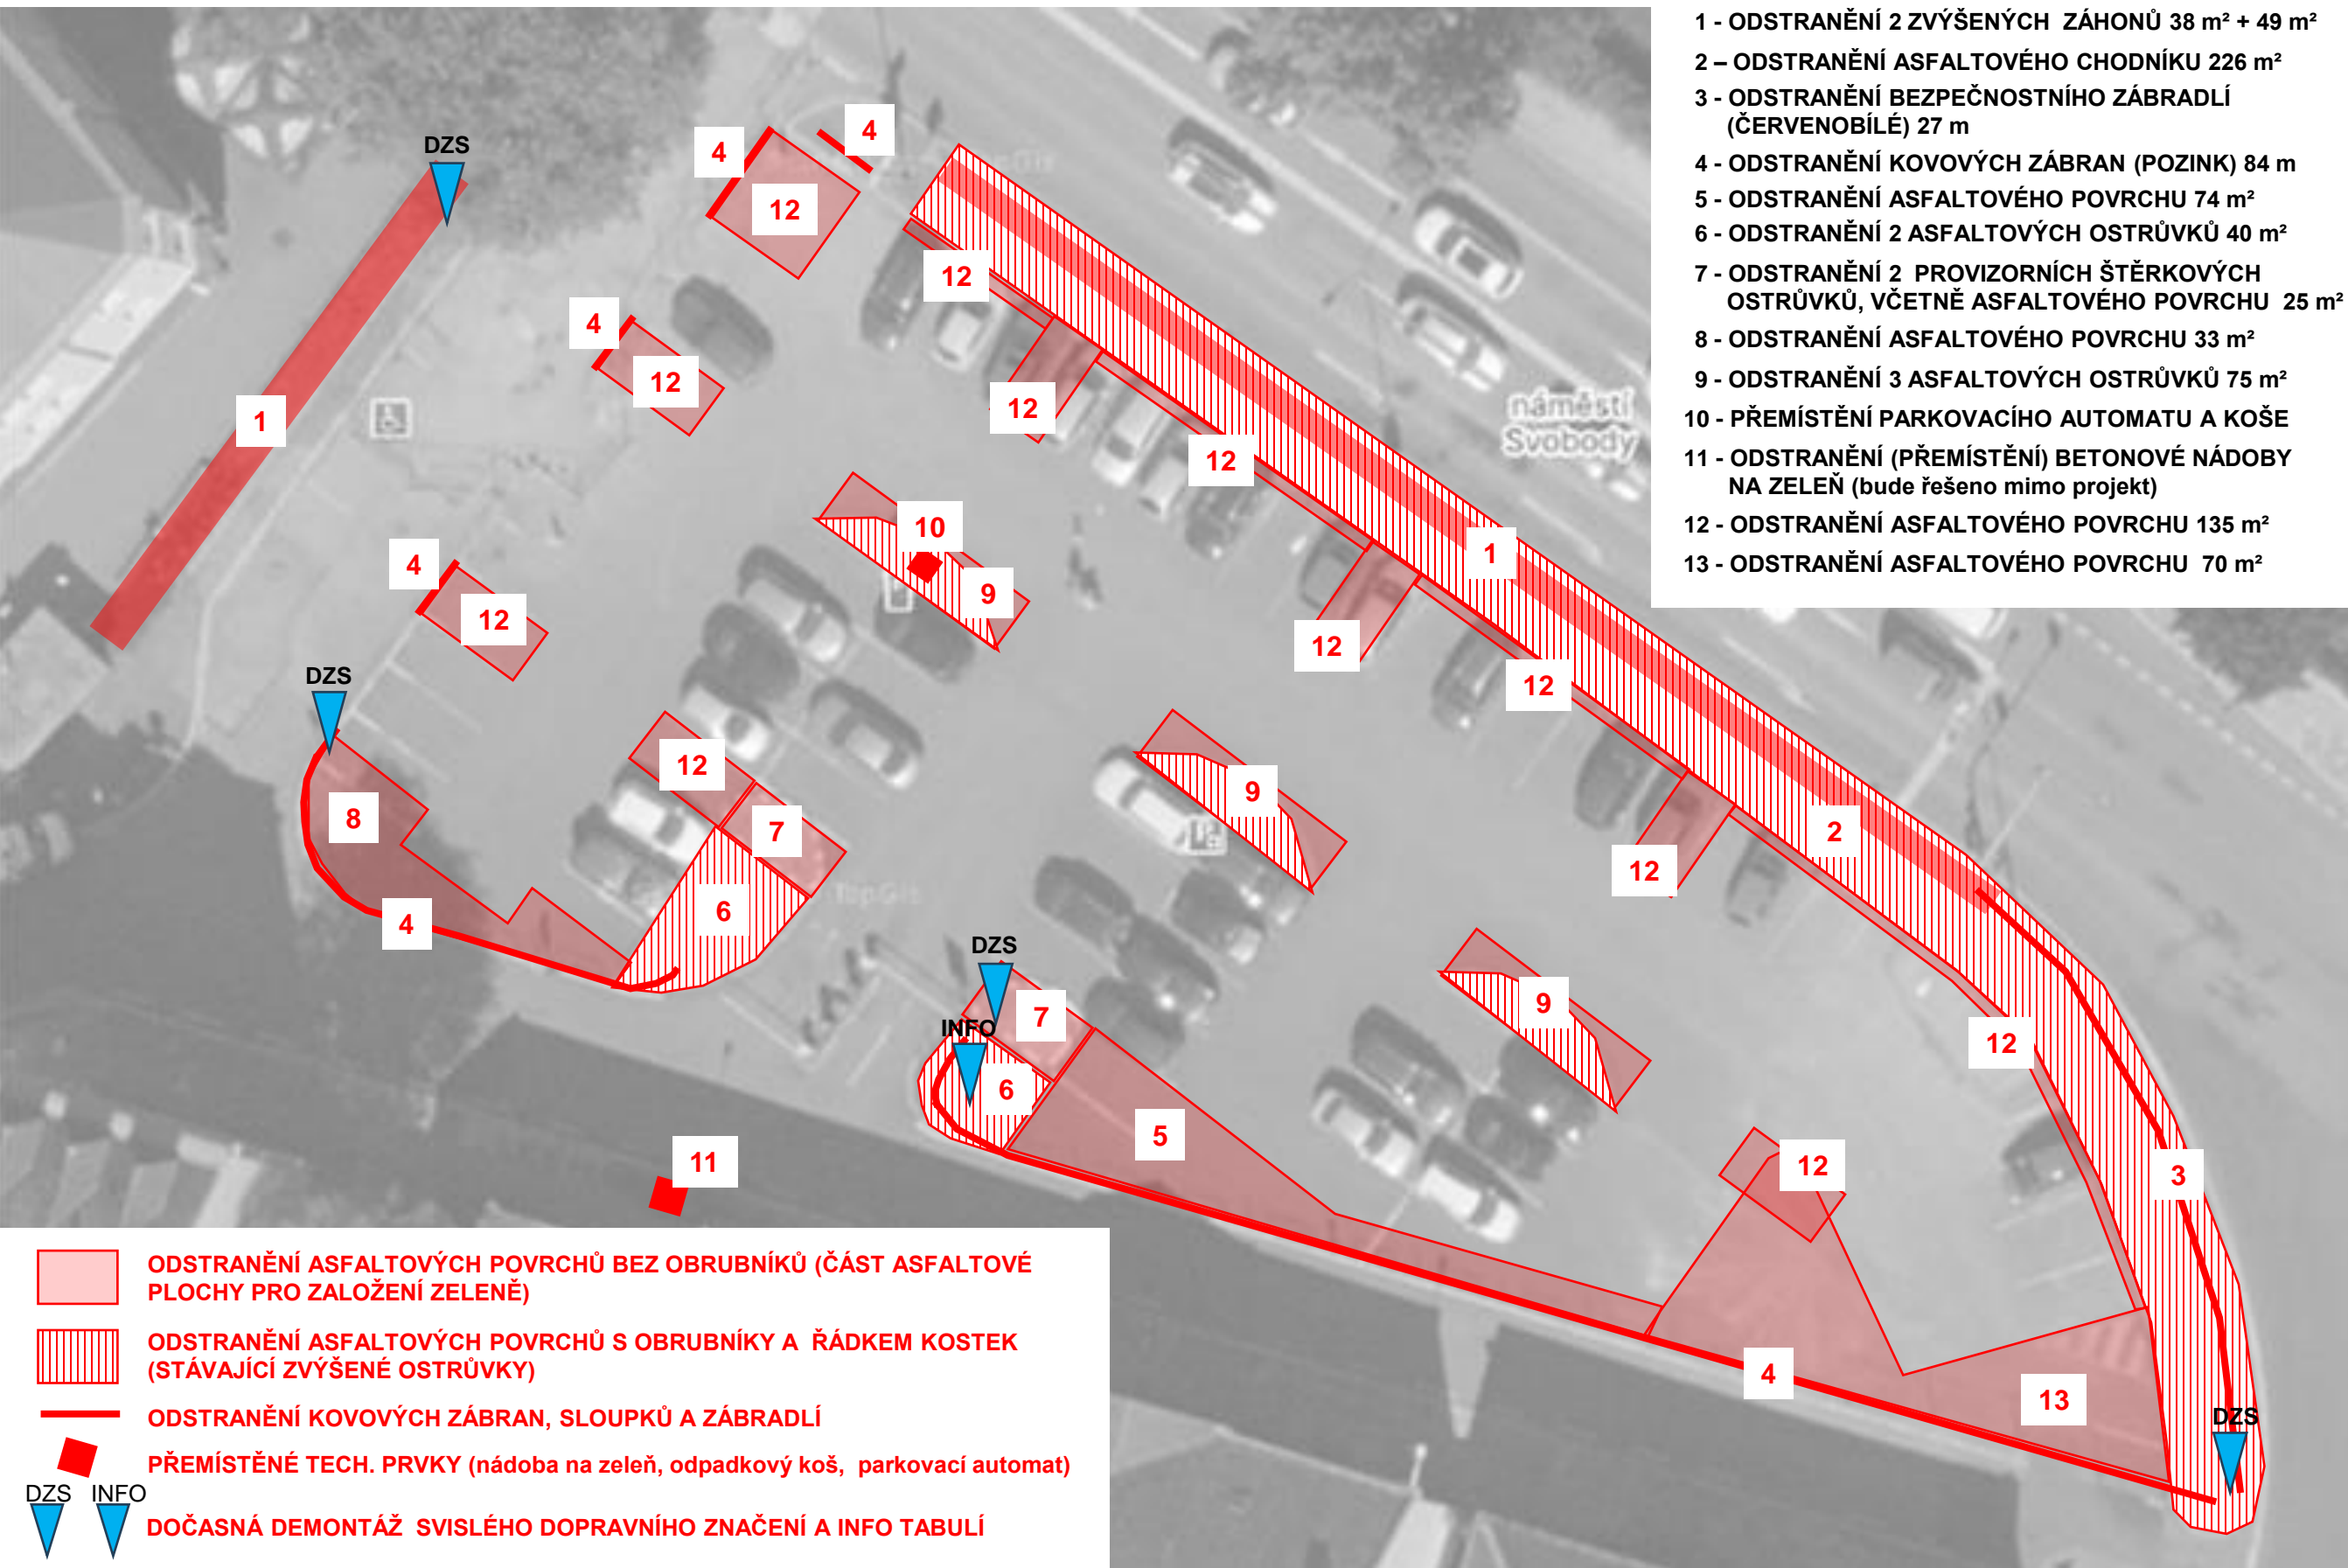 1 - ODSTRANĚNÍ 2 ZVÝŠENÝCH ZÁHONŮ 38 m² + 49 m²
2 – ODSTRANĚNÍ ASFALTOVÉHO CHODNÍKU 226 m²
3 - ODSTRANĚNÍ BEZPEČNOSTNÍHO ZÁBRADLÍ
(ČERVENOBÍLÉ) 27 m
4 - ODSTRANĚNÍ KOVOVÝCH ZÁBRAN (POZINK) 84 m
5 - ODSTRANĚNÍ ASFALTOVÉHO POVRCHU 74 m²
6 - ODSTRANĚNÍ 2 ASFALTOVÝCH OSTRŮVKŮ 40 m²
7 - ODSTRANĚNÍ 2 PROVIZORNÍCH ŠTĚRKOVÝCH
OSTRŮVKŮ, VČETNĚ ASFALTOVÉHO POVRCHU 25 m²
8 - ODSTRANĚNÍ ASFALTOVÉHO POVRCHU 33 m²
9 - ODSTRANĚNÍ 3 ASFALTOVÝCH OSTRŮVKŮ 75 m²
10 - PŘEMÍSTĚNÍ PARKOVACÍHO AUTOMATU A KOŠE
11 - ODSTRANĚNÍ (PŘEMÍSTĚNÍ) BETONOVÉ NÁDOBY
NA ZELEŇ (bude řešeno mimo projekt)
12 - ODSTRANĚNÍ ASFALTOVÉHO POVRCHU 135 m²
13 - ODSTRANĚNÍ ASFALTOVÉHO POVRCHU 70 m²
DZS
4
4
12
12
4
12
12
1
náměstí
Svobody
12
10
1
4
9
12
12
12
DZS
12
9
8
7
2
12
6
4
TopGis
DZS
9
7
INFO
12
6
5
11
12
3
4
13
DZS
ODSTRANĚNÍ ASFALTOVÝCH POVRCHŮ BEZ OBRUBNÍKŮ (ČÁST ASFALTOVÉ
PLOCHY PRO ZALOŽENÍ ZELENĚ)
ODSTRANĚNÍ ASFALTOVÝCH POVRCHŮ S OBRUBNÍKY A ŘÁDKEM KOSTEK
(STÁVAJÍCÍ ZVÝŠENÉ OSTRŮVKY)
ODSTRANĚNÍ KOVOVÝCH ZÁBRAN, SLOUPKŮ A ZÁBRADLÍ
PŘEMÍSTĚNÉ TECH. PRVKY (nádoba na zeleň, odpadkový koš, parkovací automat)
DZS INFO
DOČASNÁ DEMONTÁŽ SVISLÉHO DOPRAVNÍHO ZNAČENÍ A INFO TABULÍ